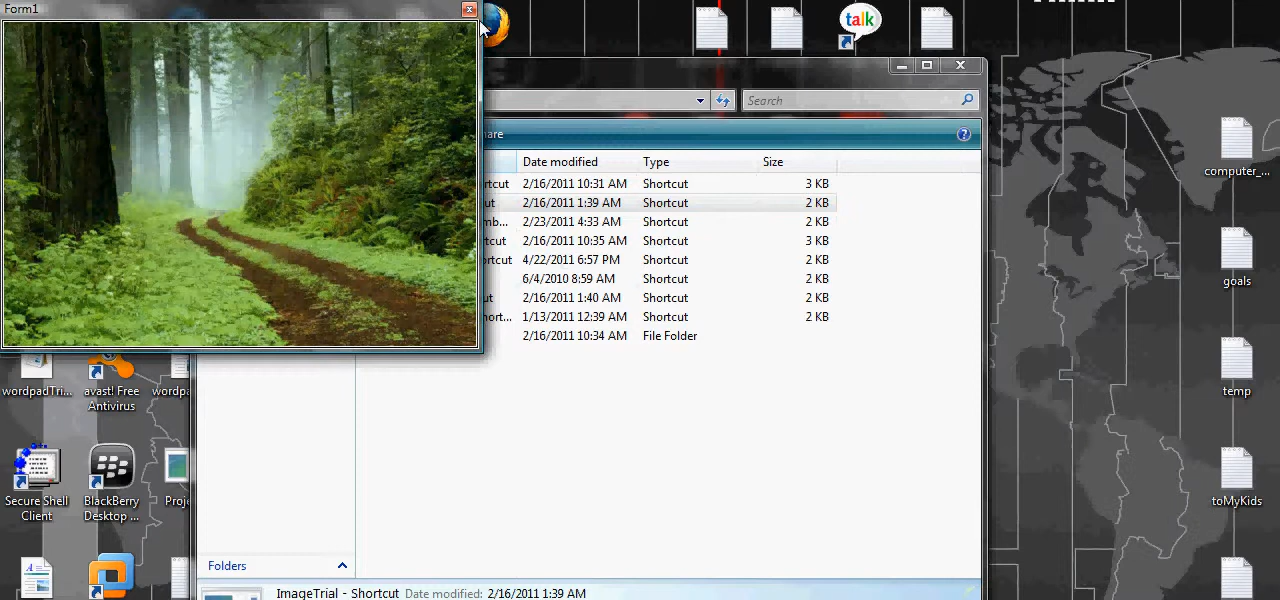 Form1
talk
Search
are
Date modified Type Size
rtcut 2/16/2011 10:31 AM Shortcut 3 KB
ut 2/16/2011 1:39 AM Shortcut 2 KB
mb... 2/23/2011 4:33 AM Shortcut 2 KB
rtcut 2/16/2011 10:35 AM Shortcut 3 KB
ortcut 4/22/2011 6:57 PM Shortcut 2 KB
6/4/2010 8:59 AM Shortcut 2 KB
ut 2/16/2011 1:40 AM Shortcut 2 KB
hort... 1/13/2011 12:39 AM Shortcut 2 KB
2/16/2011 10:34 AM File Folder
computer_...
goals
temp
toMyKids
wordpadTri...
avast! Free
Antivirus
wordpa
Secure Shell
Client
BlackBerry
Desktop ...
Proje
Folders
ImageTrial - Shortcut Date modified: 2/16/2011 1:39 AM